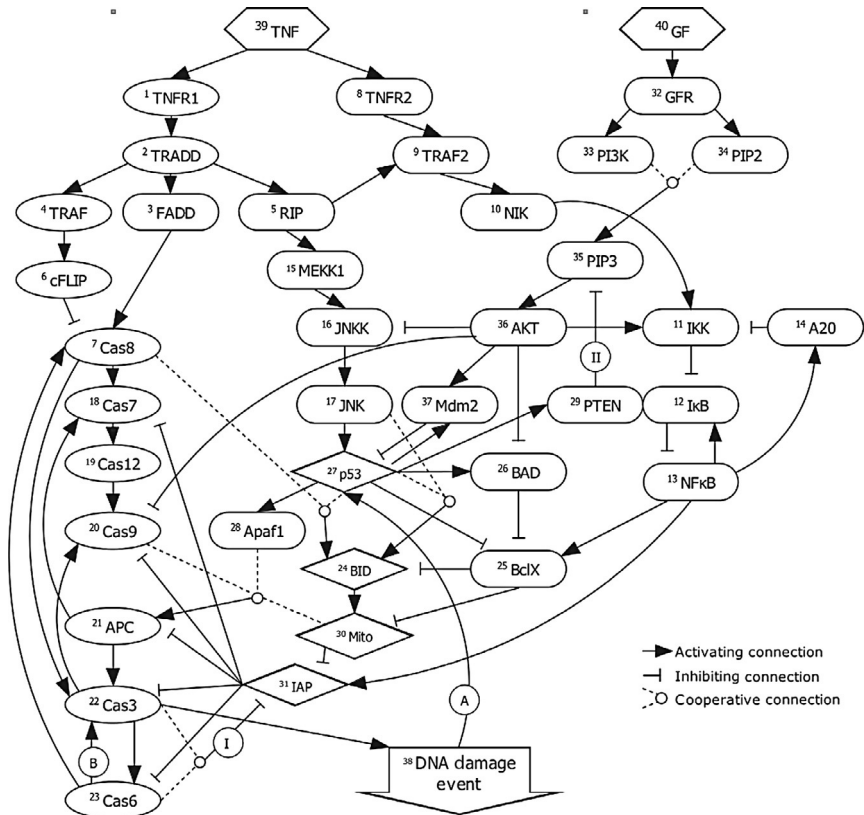 39 TNF
40 GF
1 TNFR1
8 TNFR2
32 GFR
2 TRADD
9 TRAF2
33 PI3K
34 PIP2
4 TRAF
3 FADD
5 RIP
10 NIK
6 cFLIP
15 MEKK1
35 PIP3
7 Cas8
16 JNKK
36 AKT
11 IKK
14 A20
II
18 Cas7
17 JNK
37 Mdm2
29 PTEN
12 IκB
19 Cas12
27 p53
26 BAD
13 NFκB
20 Cas9
28 Apaf1
24 BID
25 BclX
21 APC
30 Mito
31 IAP
Activating connection
Inhibiting connection
Cooperative connection
22 Cas3
A
I
B
38 DNA damage
event
23 Cas6